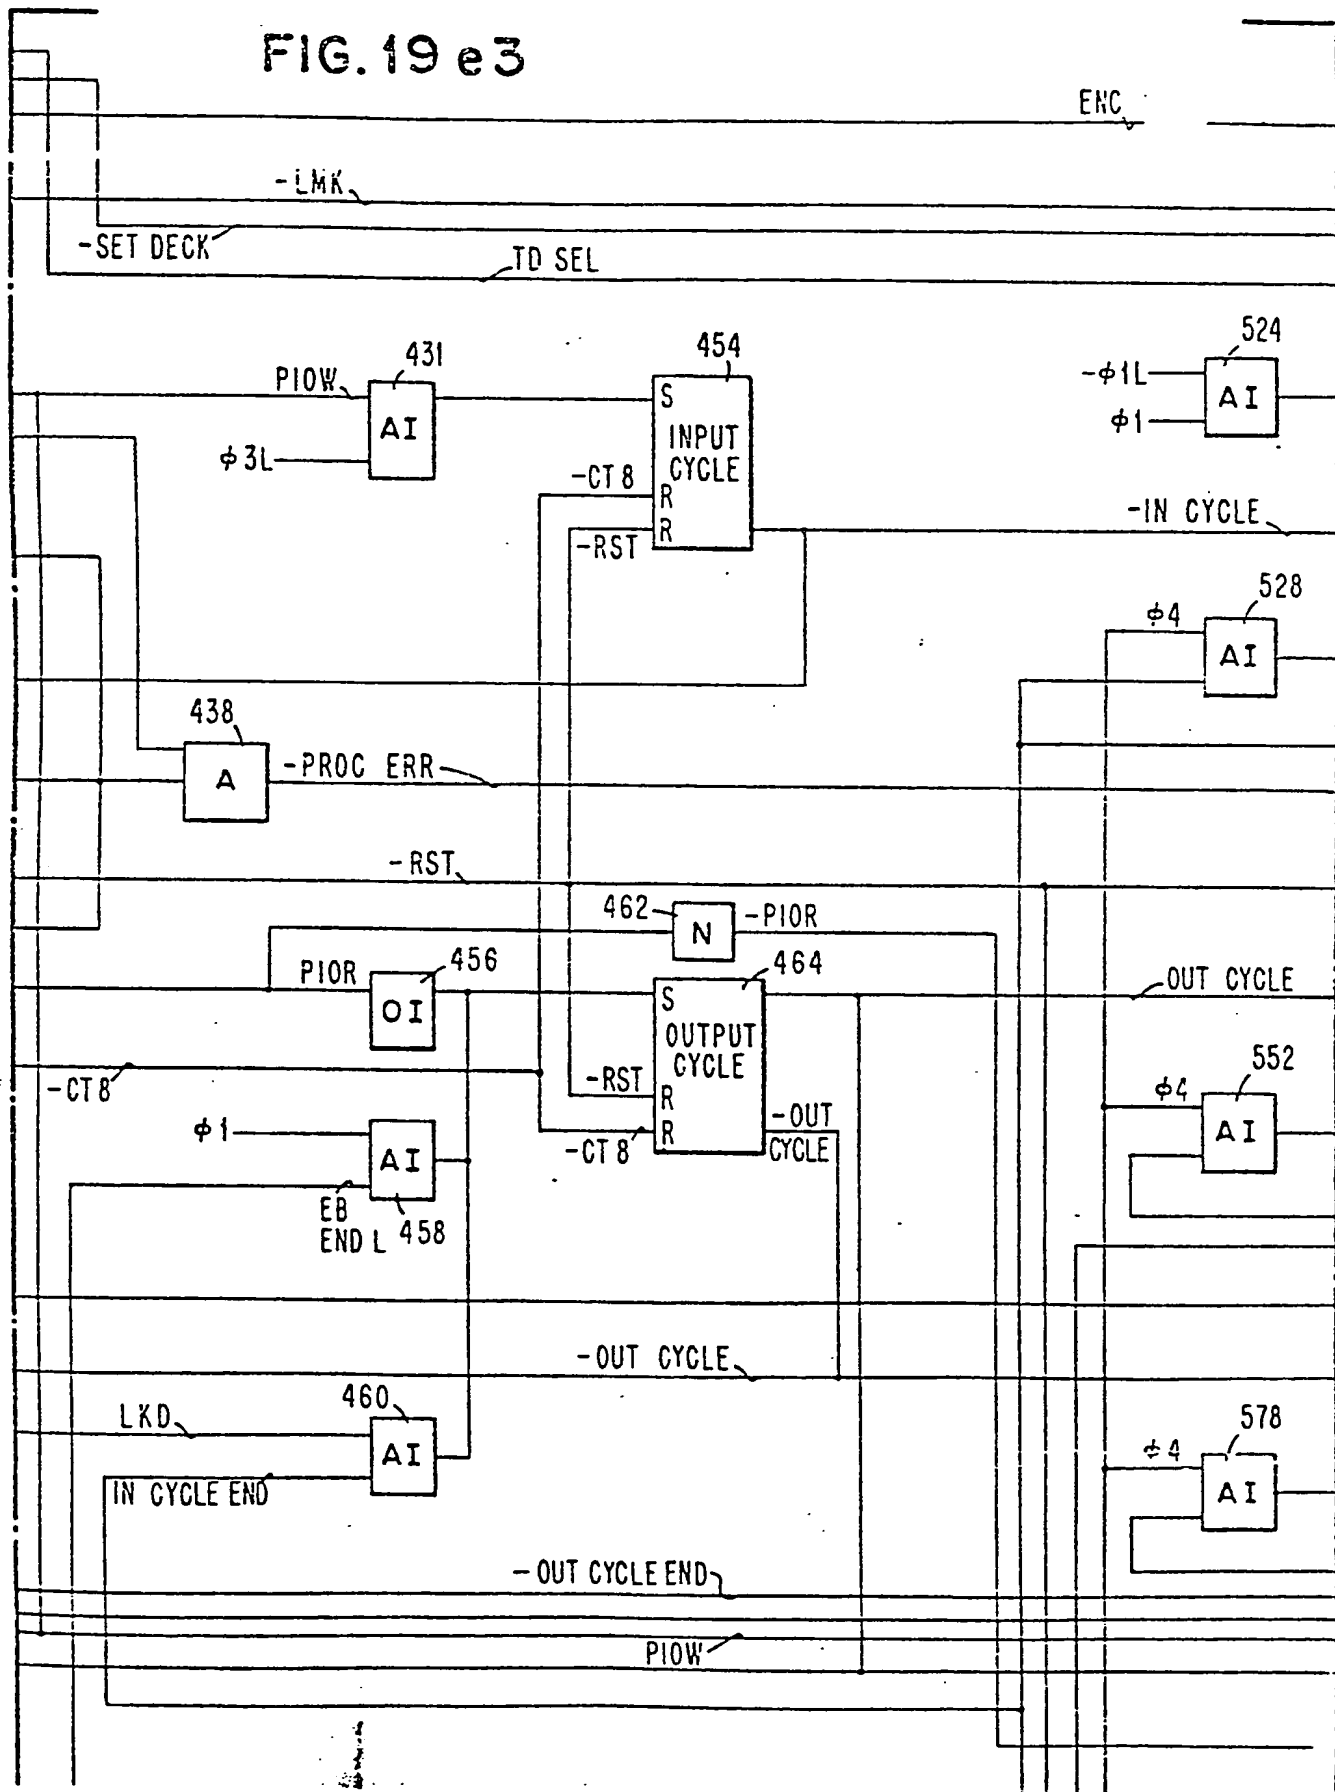 FIG. 19 e3
ENC
-LMK
-SET DECK
TD SEL
431
454
524
PIOW
AI
S
-φ1L
AI
φ3L
INPUT
CYCLE
φ1
-CT 8
R
-RST
R
-IN CYCLE
528
φ4
AI
438
A
-PROC ERR
-RST
462
N
-PIOR
PIOR
456
464
OI
S
OUT CYCLE
OUTPUT
CYCLE
552
-CT 8
-RST
R
φ4
AI
φ1
AI
-CT 8
R
-OUT
CYCLE
EB
END L
458
-OUT CYCLE
460
LKD
AI
578
φ4
AI
IN CYCLE END
-OUT CYCLE END
PIOW